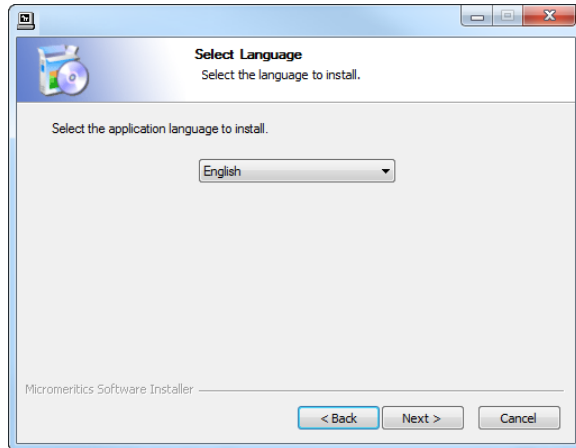 Select Language
Select the language to install.
Select the application language to install.
English
Micromeritics Software Installer
< Back
Next >
Cancel